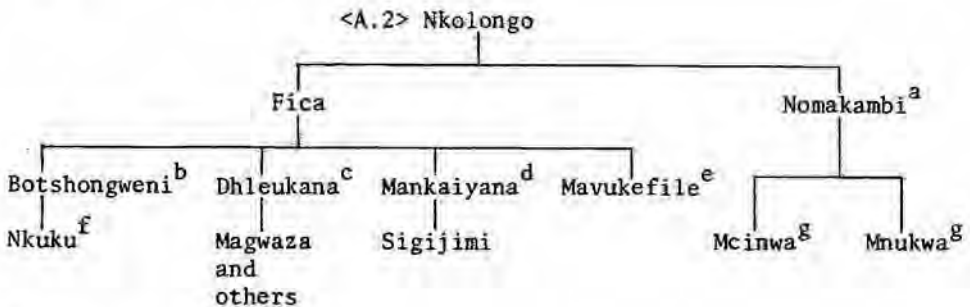 <A.2> Nkolongo
Fica Nomakambi^a
Botshongweni^b Dhleukana^c Mankaiyana^d Mavukefile^e
Nkuku^f Magwaza Sigijimi Mcinwa^g Mnukwa^g
and
others